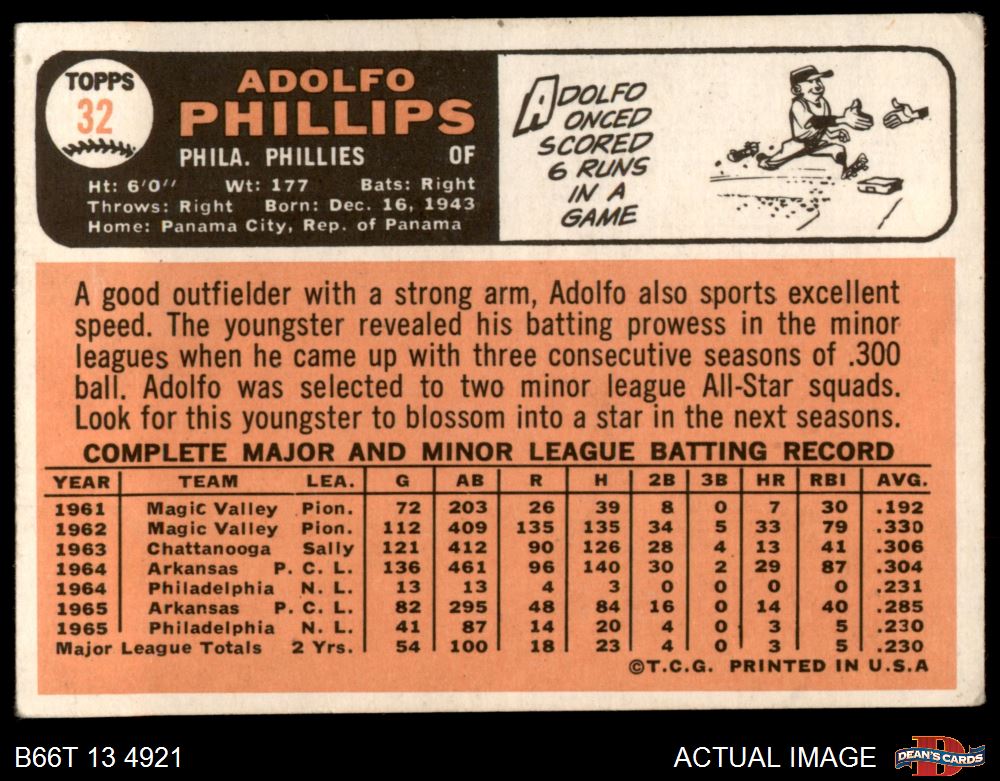 TOPPS
32
ADOLFO
PHILLIPS
PHILA. PHILLIES OF
Ht: 6'0" Wt: 177 Bats: Right
Throws: Right Born: Dec. 16, 1943
Home: Panama City, Rep. of Panama
ADOLFO
ONCED
SCORED
6 RUNS
IN A
GAME
A good outfielder with a strong arm, Adolfo also sports excellent
speed. The youngster revealed his batting prowess in the minor
leagues when he came up with three consecutive seasons of .300
ball. Adolfo was selected to two minor league All-Star squads.
Look for this youngster to blossom into a star in the next seasons.
COMPLETE MAJOR AND MINOR LEAGUE BATTING RECORD
YEAR TEAM LEA. G AB R H 2B 3B HR RBI AVG.
1961 Magic Valley Pion. 72 203 26 39 8 0 7 30 .192
1962 Magic Valley Pion. 112 409 135 135 34 5 33 79 .330
1963 Chattanooga Sally 121 412 90 126 28 4 13 41 .306
1964 Arkansas P. C. L. 136 461 96 140 30 2 29 87 .304
1964 Philadelphia N. L. 13 13 4 3 0 0 0 0 .231
1965 Arkansas P. C. L. 82 295 48 84 16 0 14 40 .285
1965 Philadelphia N. L. 41 87 14 20 4 0 3 5 .230
Major League Totals 2 Yrs. 54 100 18 23 4 0 3 5 .230
©T.C.G. PRINTED IN U.S.A
B66T 13 4921
ACTUAL IMAGE
D
DEAN'S CARDS